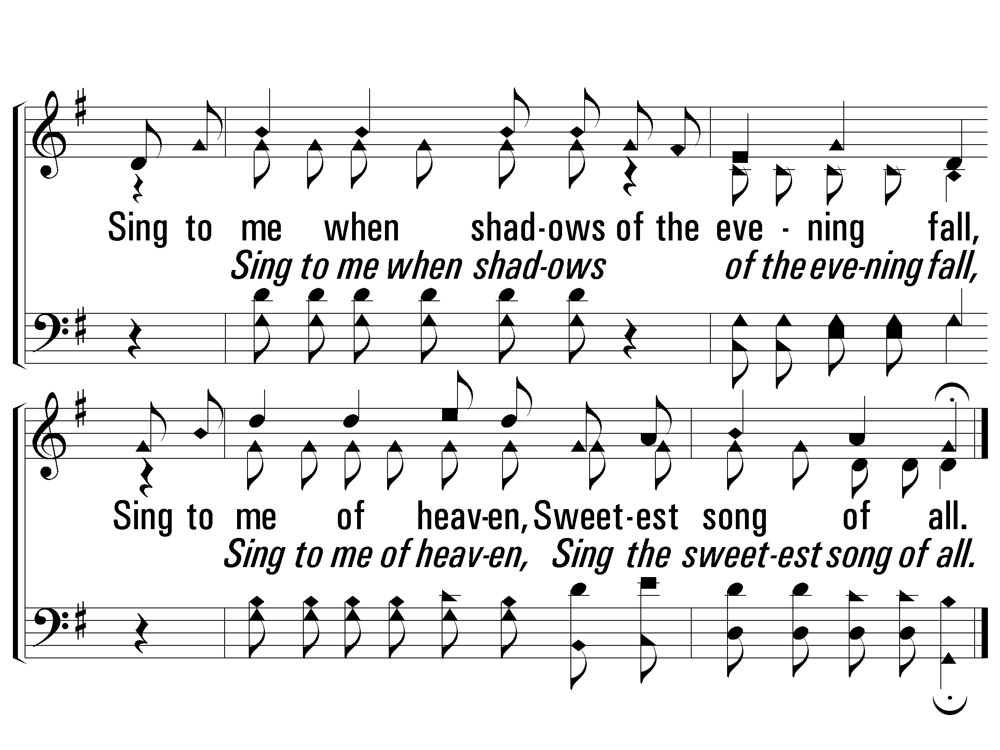 Sing to me when shad-ows of the eve - ning fall,
Sing to me when shad-ows of the eve-ning fall,
Sing to me of heav-en, Sweet-est song of all.
Sing to me of heav-en, Sing the sweet-est song of all.